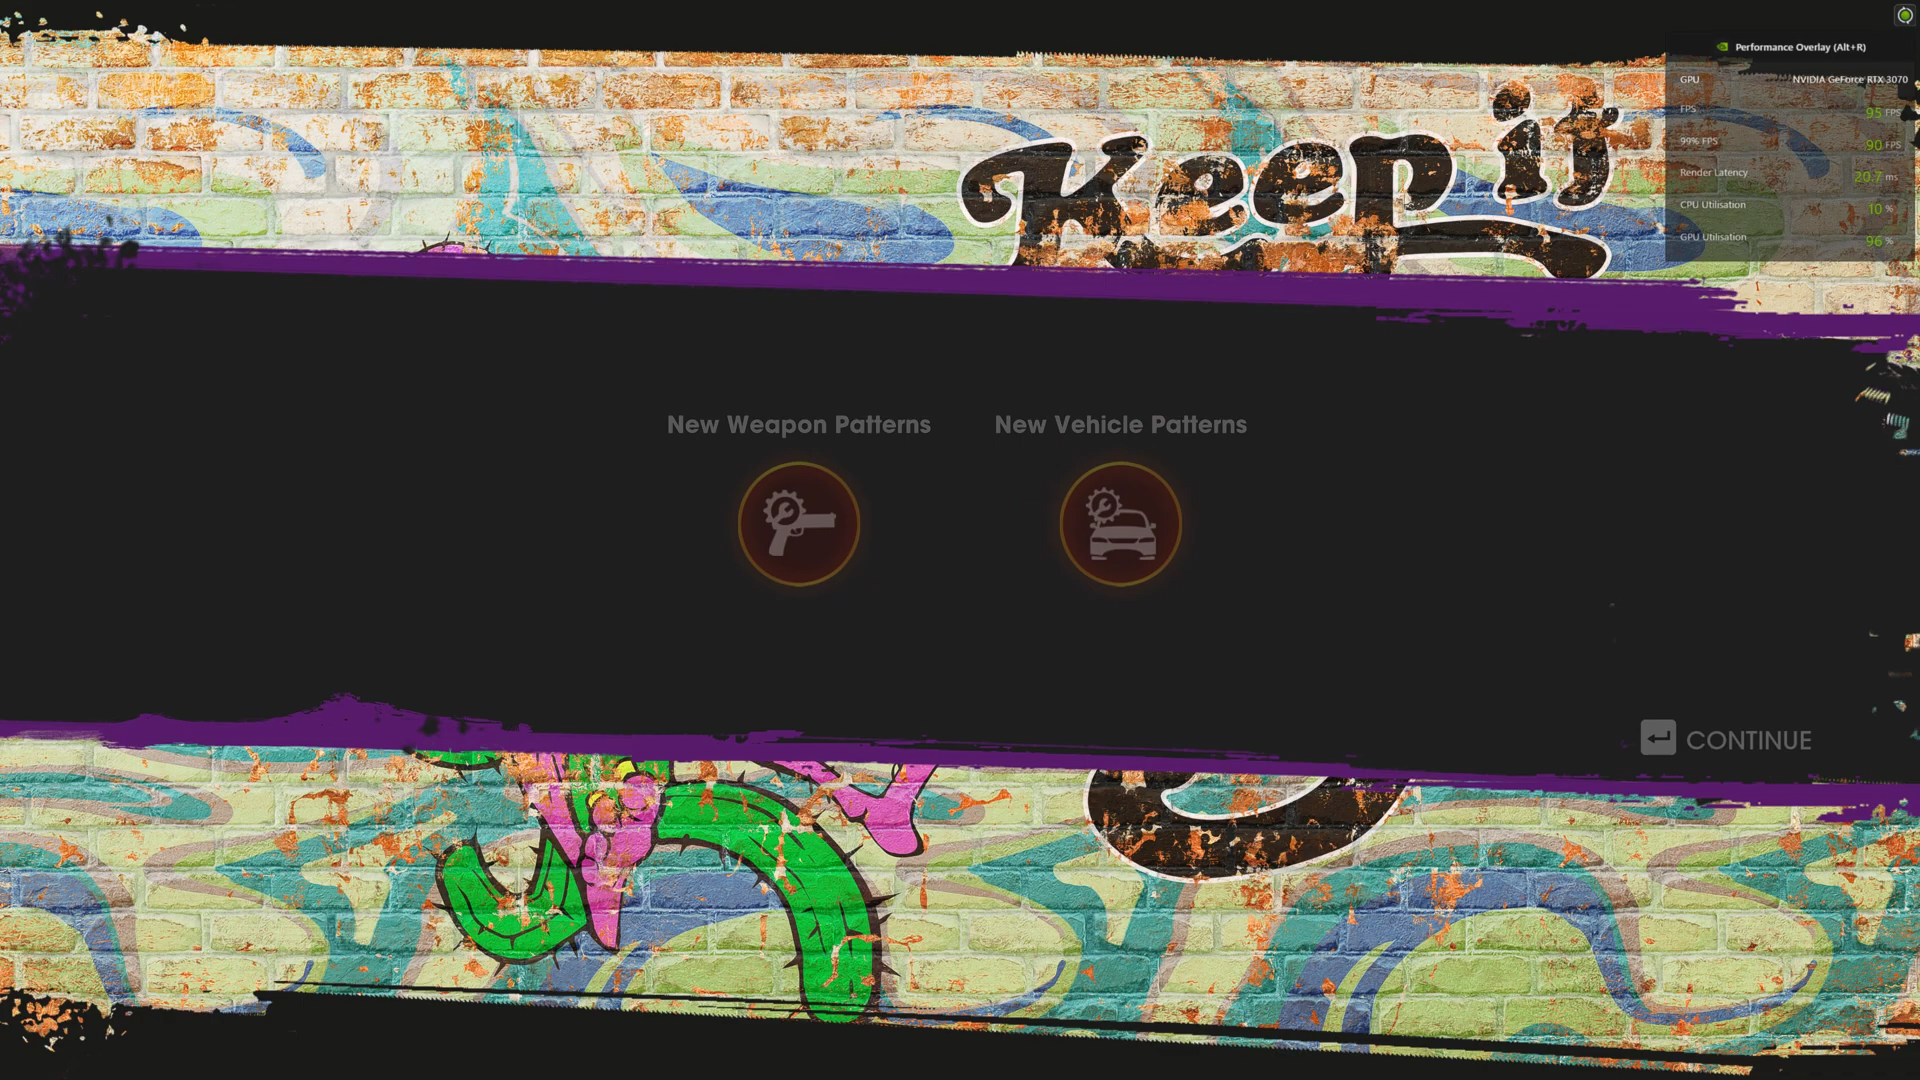 Keep it
Performance Overlay (Alt+R)
GPU NVIDIA GeForce RTX 3070
FPS 95 FPS
99% FPS 90 FPS
Render Latency 20.7 ms
CPU Utilisation 10 %
GPU Utilisation 96 %
New Weapon Patterns
New Vehicle Patterns
CONTINUE